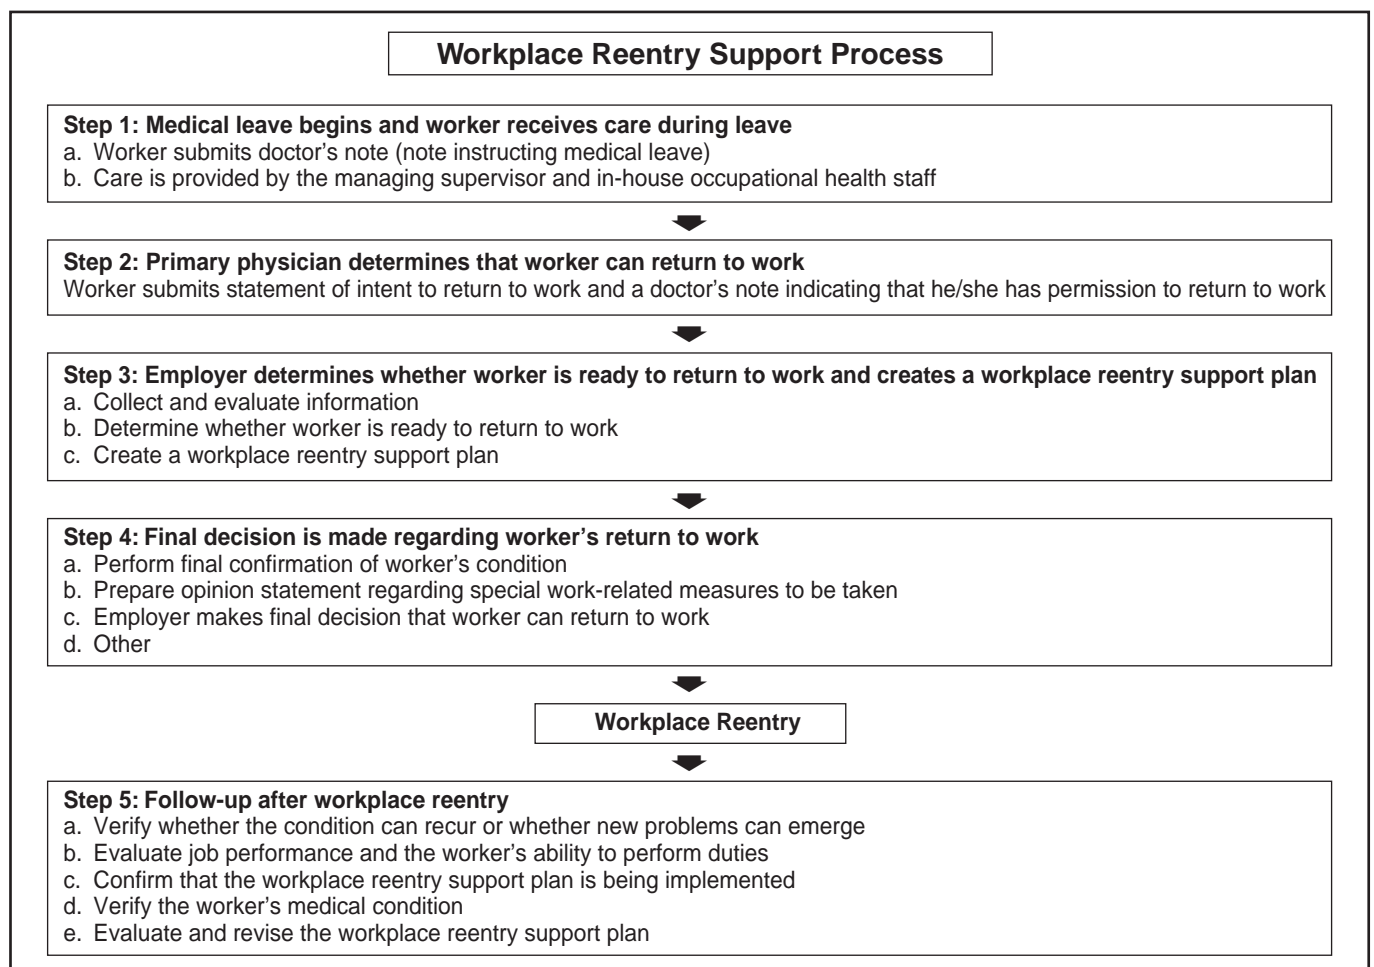 Workplace Reentry Support Process
Step 1: Medical leave begins and worker receives care during leave
a. Worker submits doctor's note (note instructing medical leave)
b. Care is provided by the managing supervisor and in-house occupational health staff
Step 2: Primary physician determines that worker can return to work
Worker submits statement of intent to return to work and a doctor's note indicating that he/she has permission to return to work
Step 3: Employer determines whether worker is ready to return to work and creates a workplace reentry support plan
a. Collect and evaluate information
b. Determine whether worker is ready to return to work
c. Create a workplace reentry support plan
Step 4: Final decision is made regarding worker's return to work
a. Perform final confirmation of worker's condition
b. Prepare opinion statement regarding special work-related measures to be taken
c. Employer makes final decision that worker can return to work
d. Other
Workplace Reentry
Step 5: Follow-up after workplace reentry
a. Verify whether the condition can recur or whether new problems can emerge
b. Evaluate job performance and the worker's ability to perform duties
c. Confirm that the workplace reentry support plan is being implemented
d. Verify the worker's medical condition
e. Evaluate and revise the workplace reentry support plan